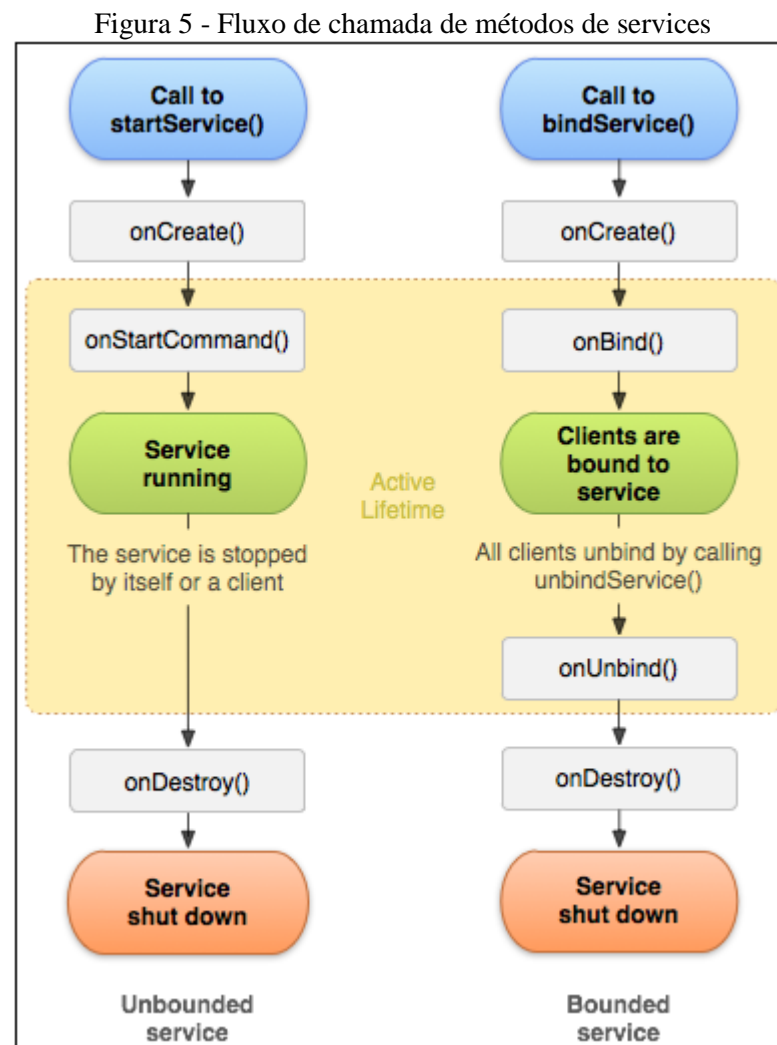 Figura 5 - Fluxo de chamada de métodos de services
Call to
startService()
onCreate()
onStartCommand()
Service
running
The service is stopped
by itself or a client
onDestroy()
Service
shut down
Unbounded
service
Active
Lifetime
Call to
bindService()
onCreate()
onBind()
Clients are
bound to
service
All clients unbind by calling
unbindService()
onUnbind()
onDestroy()
Service
shut down
Bounded
service